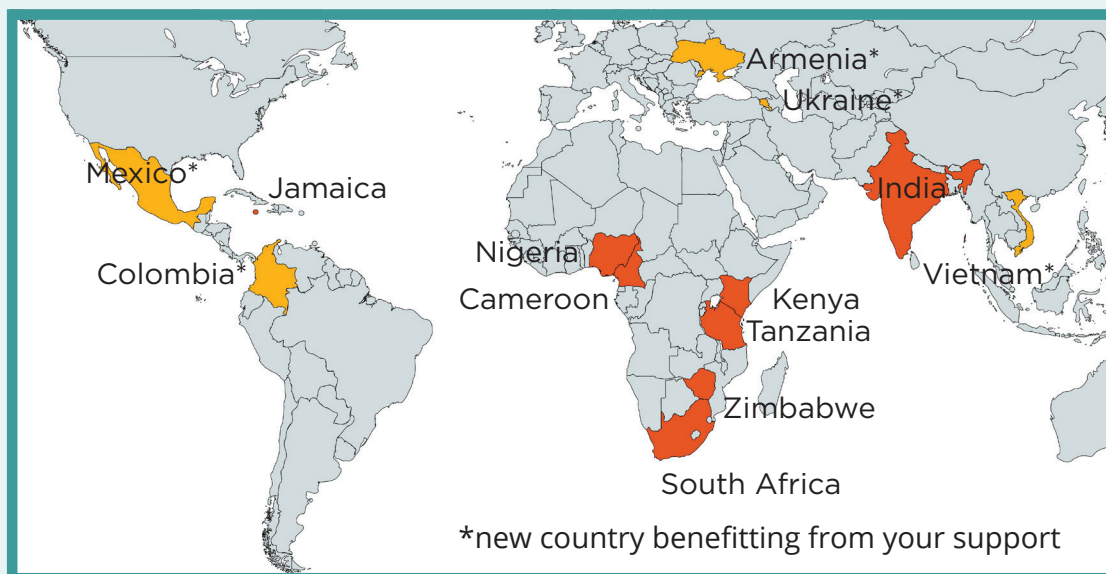 Armenia*
Ukraine*
Mexico*
Jamaica
India
Nigeria
Colombia*
Vietnam*
Cameroon
Kenya
Tanzania
Zimbabwe
South Africa
*new country benefitting from your support